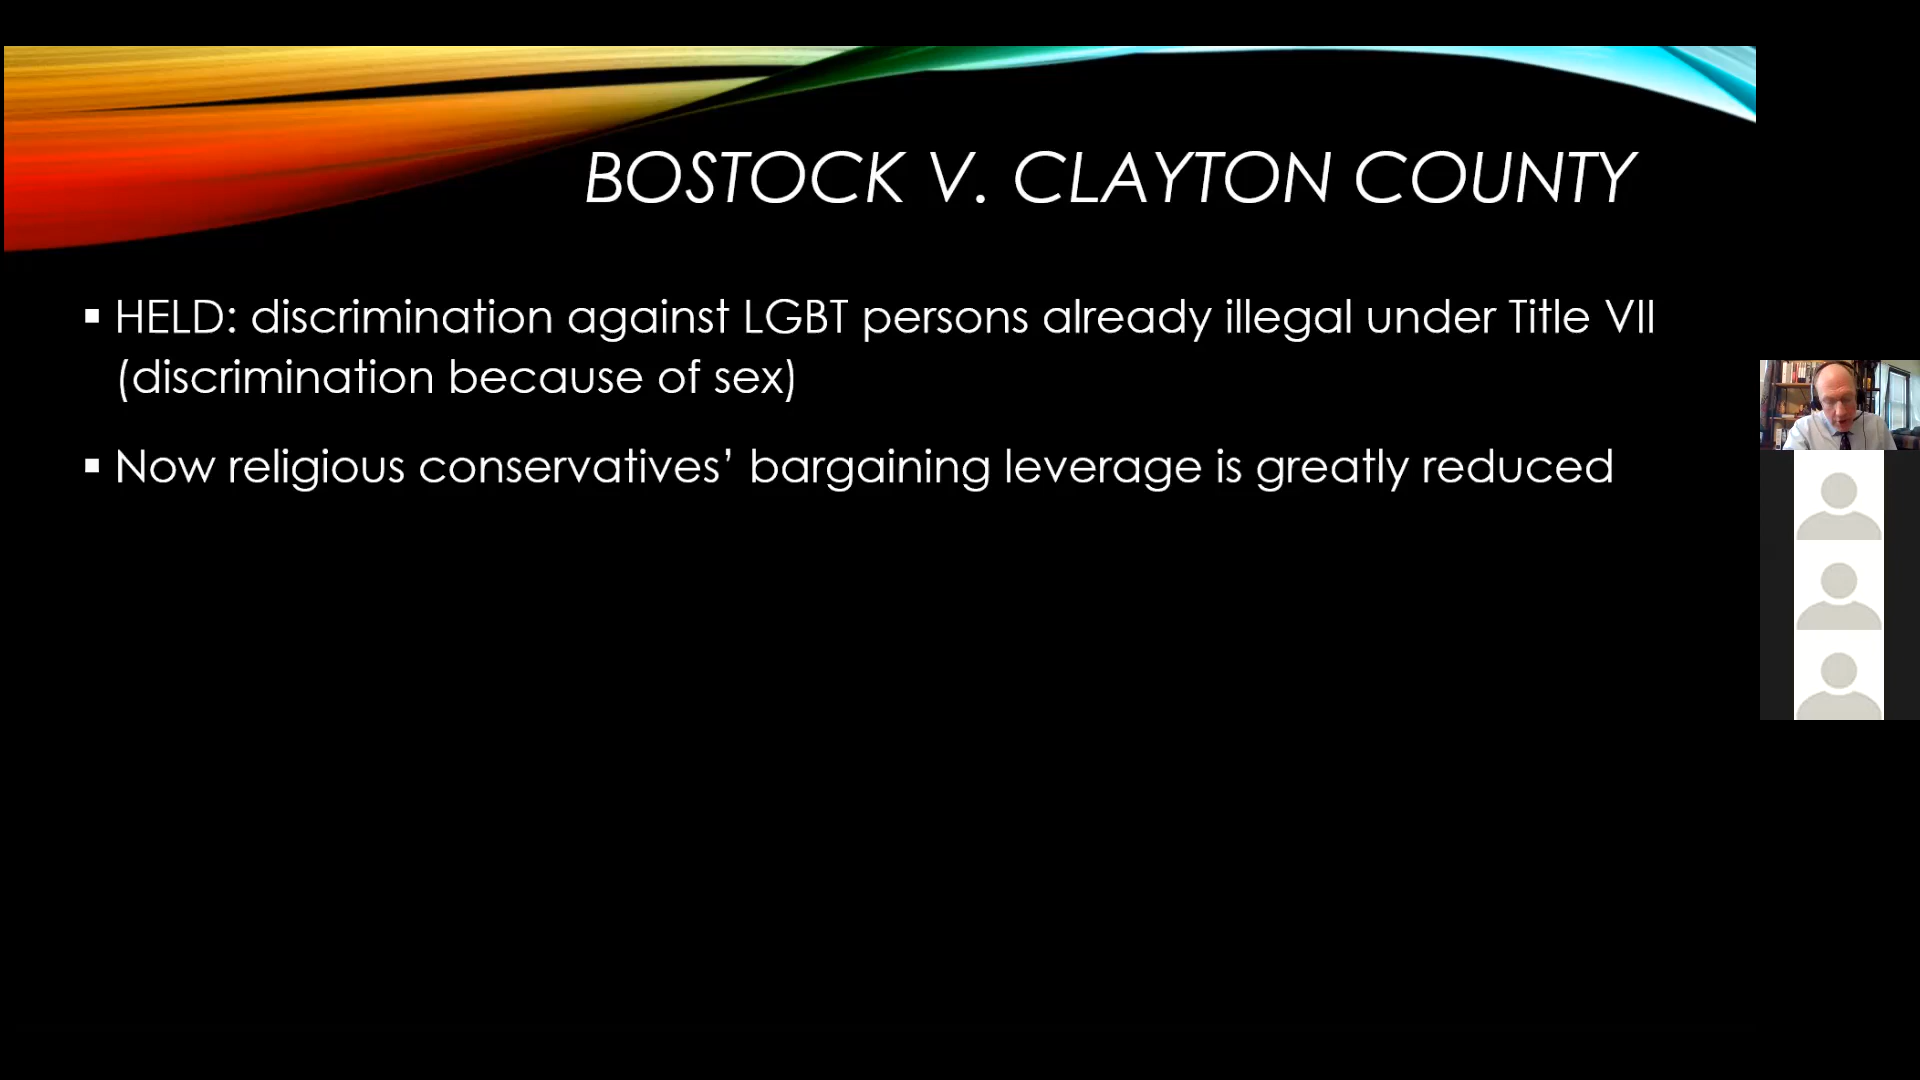 BOSTOCK V. CLAYTON COUNTY
▪ HELD: discrimination against LGBT persons already illegal under Title VII
(discrimination because of sex)
▪ Now religious conservatives’ bargaining leverage is greatly reduced